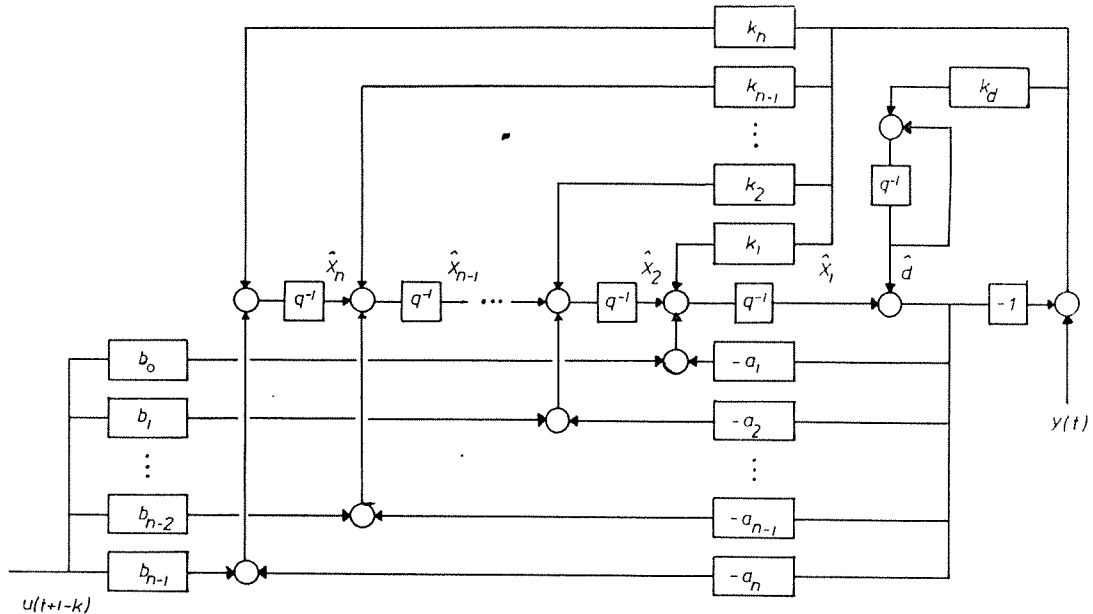 k_n
k_{n-1}
k_d
⋮
k_2
q^{-1}
k_1
x̂_n
x̂_{n-1}
x̂_2
x̂_1
d̂
q^{-1}
q^{-1}
...
q^{-1}
q^{-1}
-1
b_0
-a_1
b_1
-a_2
y(t)
⋮
⋮
b_{n-2}
-a_{n-1}
b_{n-1}
-a_n
u(t+1-k)